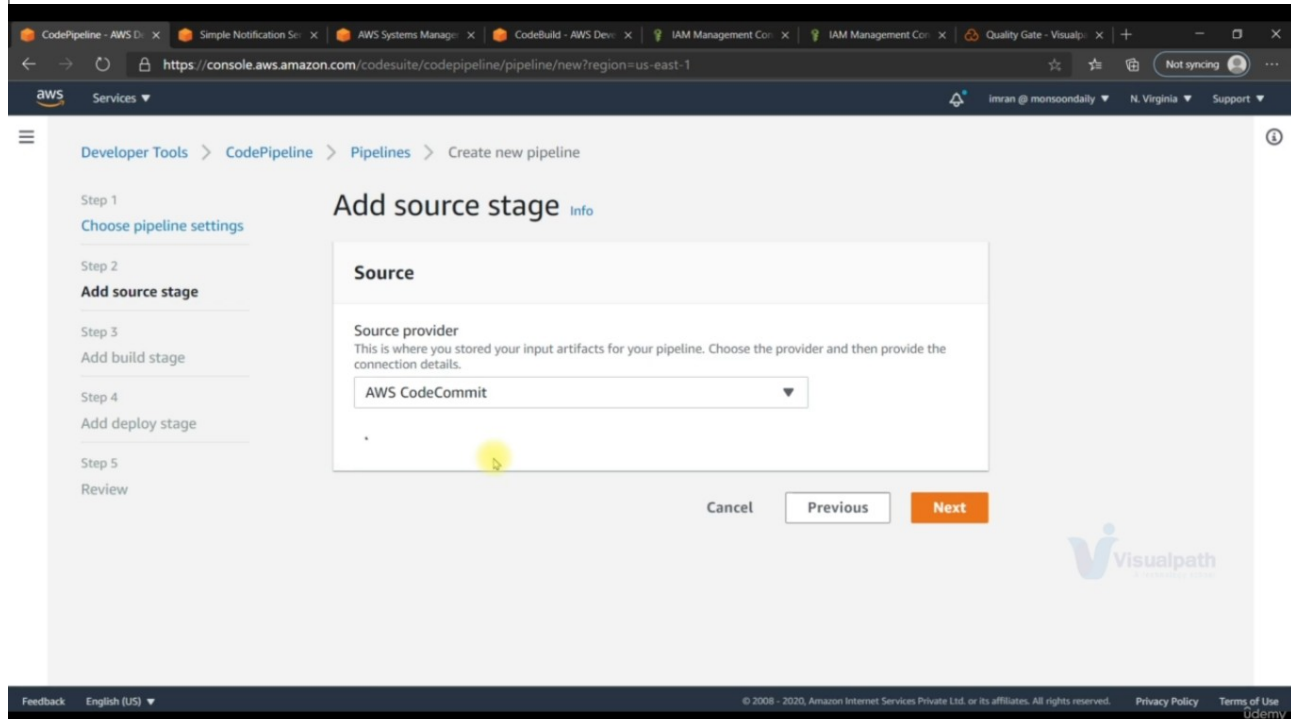 CodePipeline - AWS D
Simple Notification Se
AWS Systems Manage
CodeBuild - AWS Deve
IAM Management Con
IAM Management Con
Quality Gate - Visualp
https://console.aws.amazon.com/codesuite/codepipeline/pipeline/new?region=us-east-1
Not syncing
aws
Services ▼
imran @ monsoondaily ▼
N. Virginia ▼
Support ▼
Developer Tools > CodePipeline > Pipelines > Create new pipeline
Step 1
Choose pipeline settings
Step 2
Add source stage
Step 3
Add build stage
Step 4
Add deploy stage
Step 5
Review
Add source stage Info
Source
Source provider
This is where you stored your input artifacts for your pipeline. Choose the provider and then provide the
connection details.
AWS CodeCommit
Cancel
Previous
Next
Visualpath
Feedback
English (US) ▼
© 2008 - 2020, Amazon Internet Services Private Ltd. or its affiliates. All rights reserved.
Privacy Policy
Terms of Use
udemy